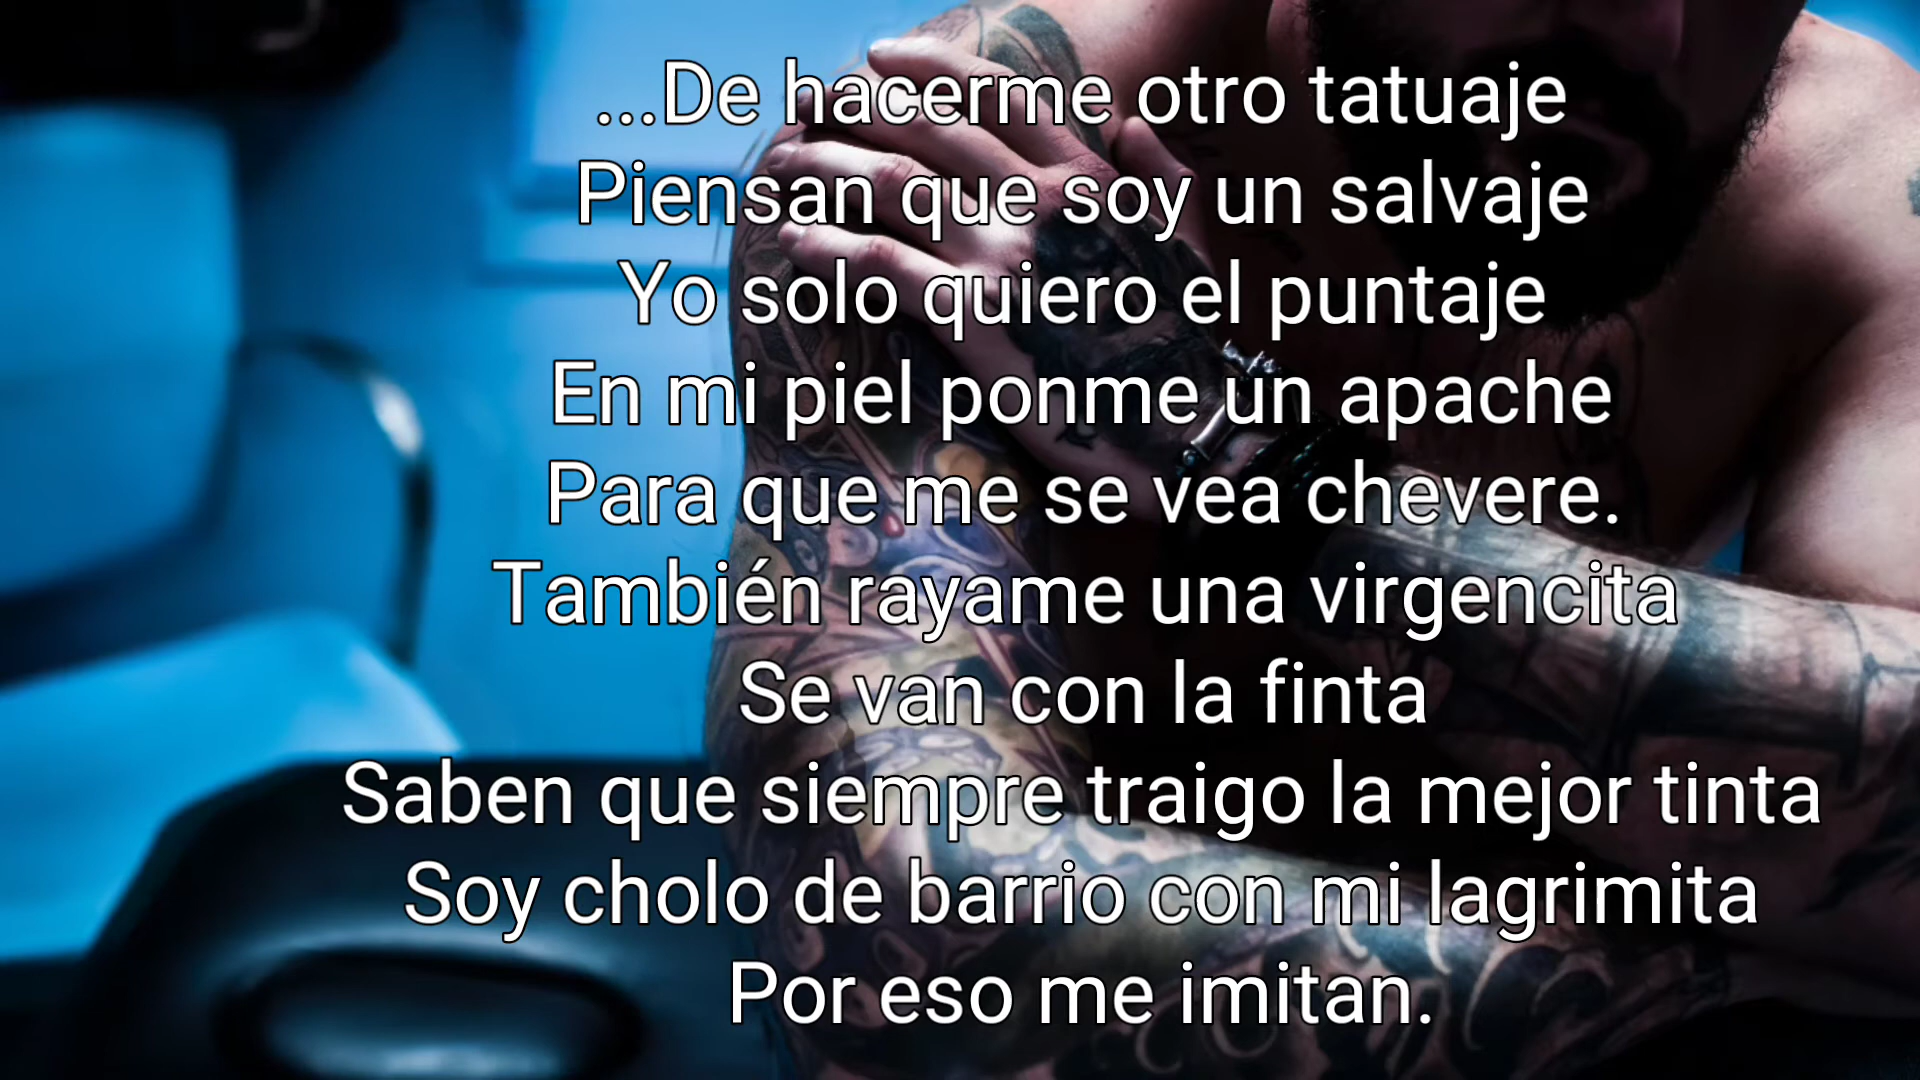 ...De hacerme otro tatuaje
Piensan que soy un salvaje
Yo solo quiero el puntaje
En mi piel ponme un apache
Para que me se vea chevere.
También rayame una virgencita
Se van con la finta
Saben que siempre traigo la mejor tinta
Soy cholo de barrio con mi lagrimita
Por eso me imitan.